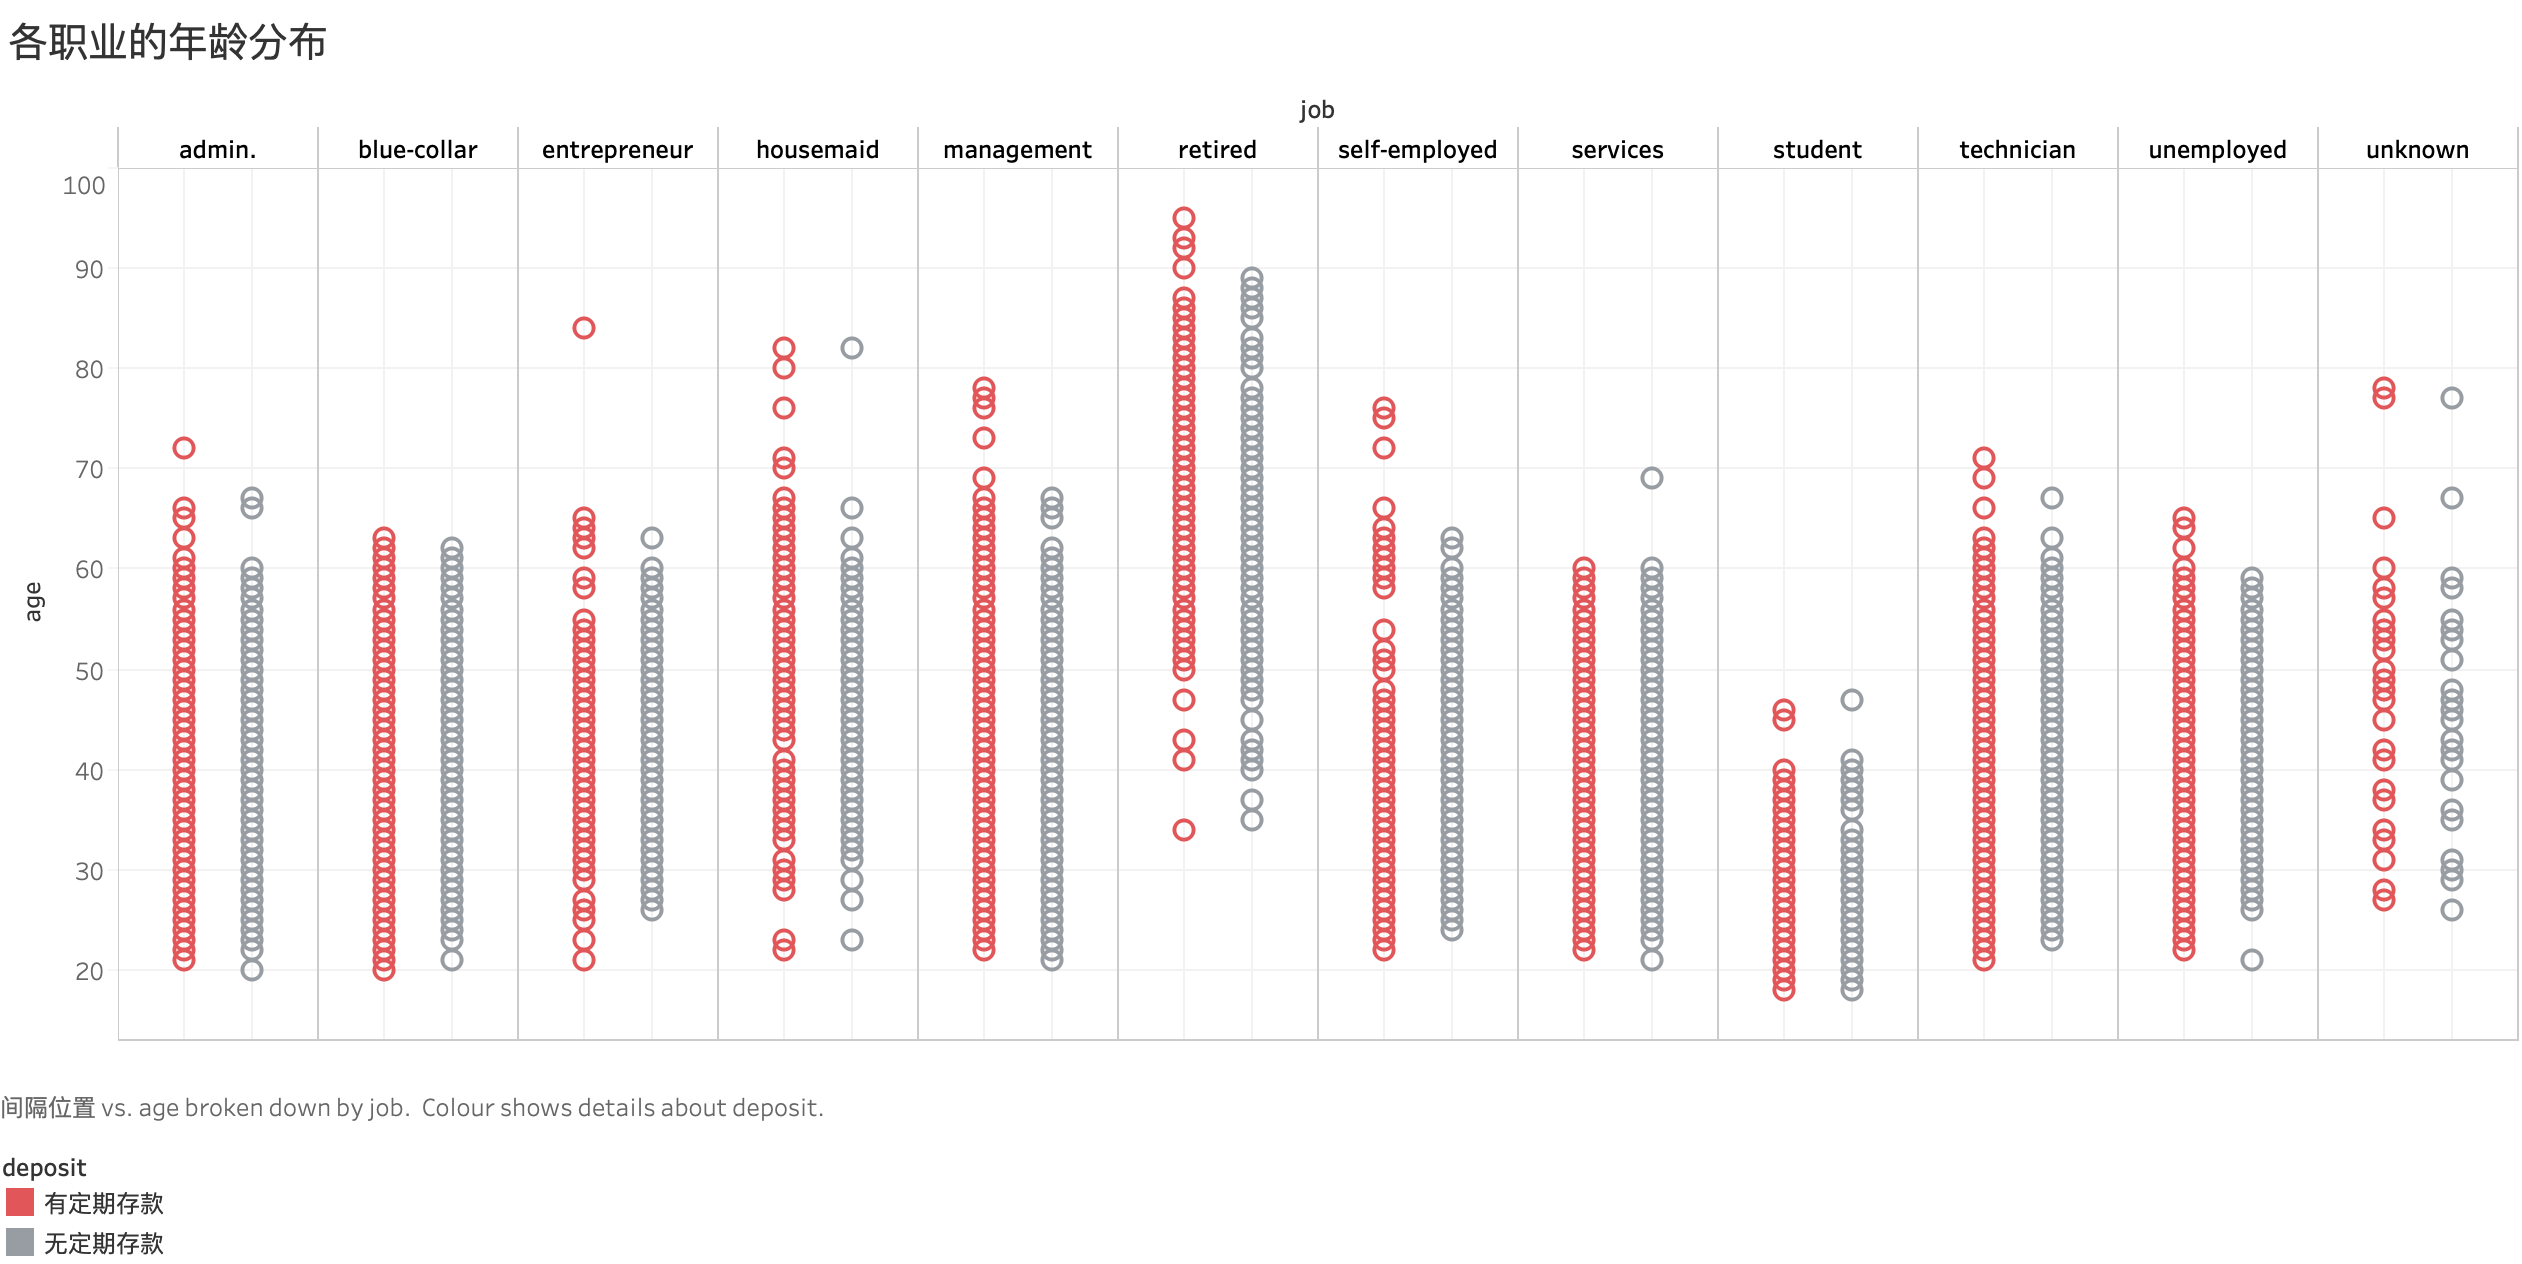 各职业的年龄分布
job
admin. blue-collar entrepreneur housemaid management retired self-employed services student technician unemployed unknown
100
90
80
70
60
50
40
30
20
age
间隔位置 vs. age broken down by job.  Colour shows details about deposit.
deposit
有定期存款
无定期存款